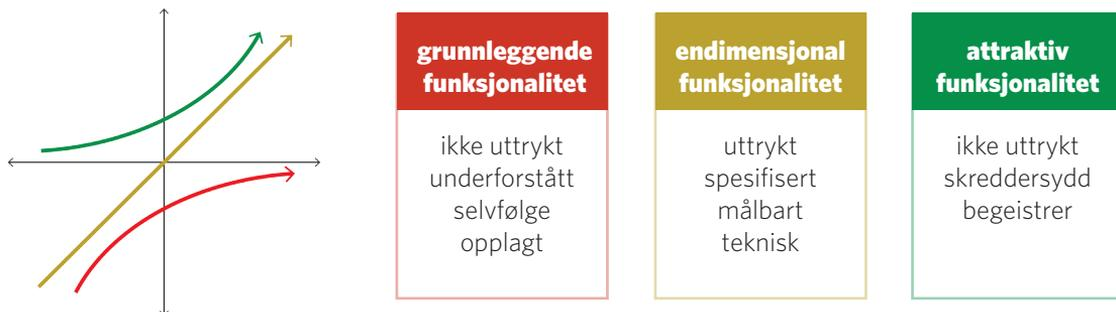 grunnleggende
funksjonalitet
ikke uttrykt
underforstått
selvfølge
opplagt
endimensjonal
funksjonalitet
uttrykt
spesifisert
målbart
teknisk
attraktiv
funksjonalitet
ikke uttrykt
skreddersydd
begeistrer